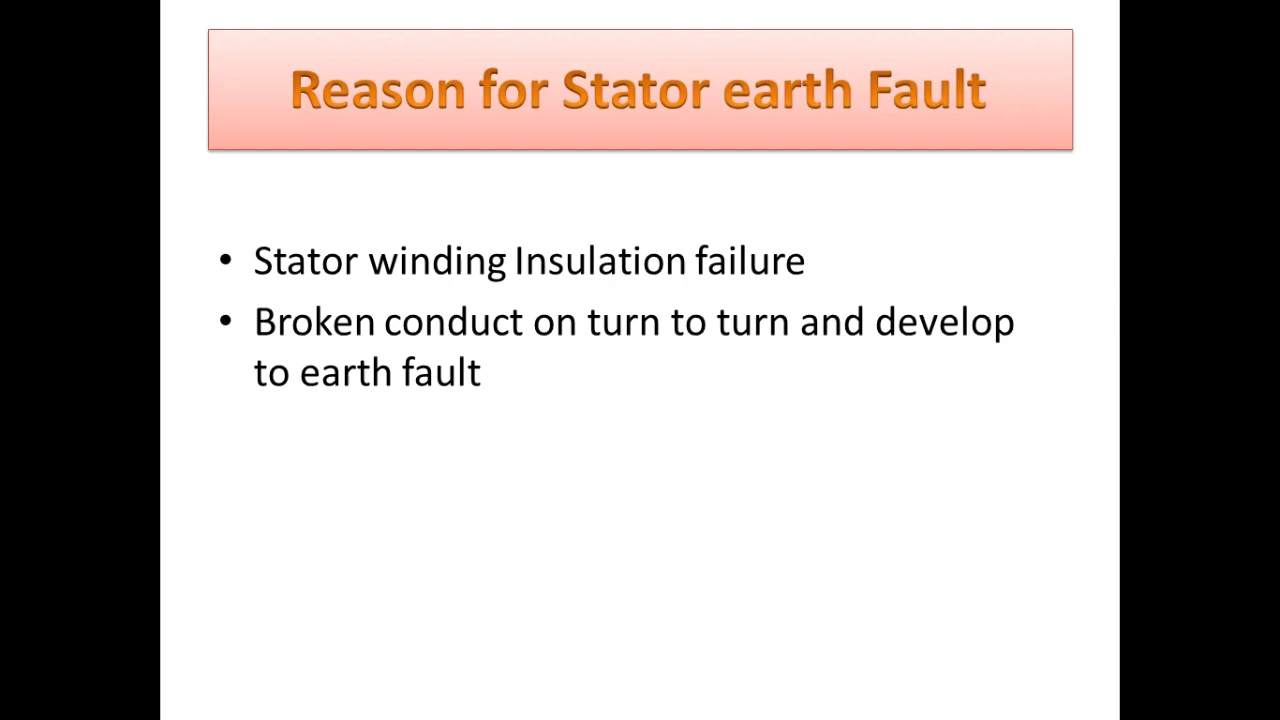 Reason for Stator earth Fault
• Stator winding Insulation failure
• Broken conduct on turn to turn and develop
to earth fault